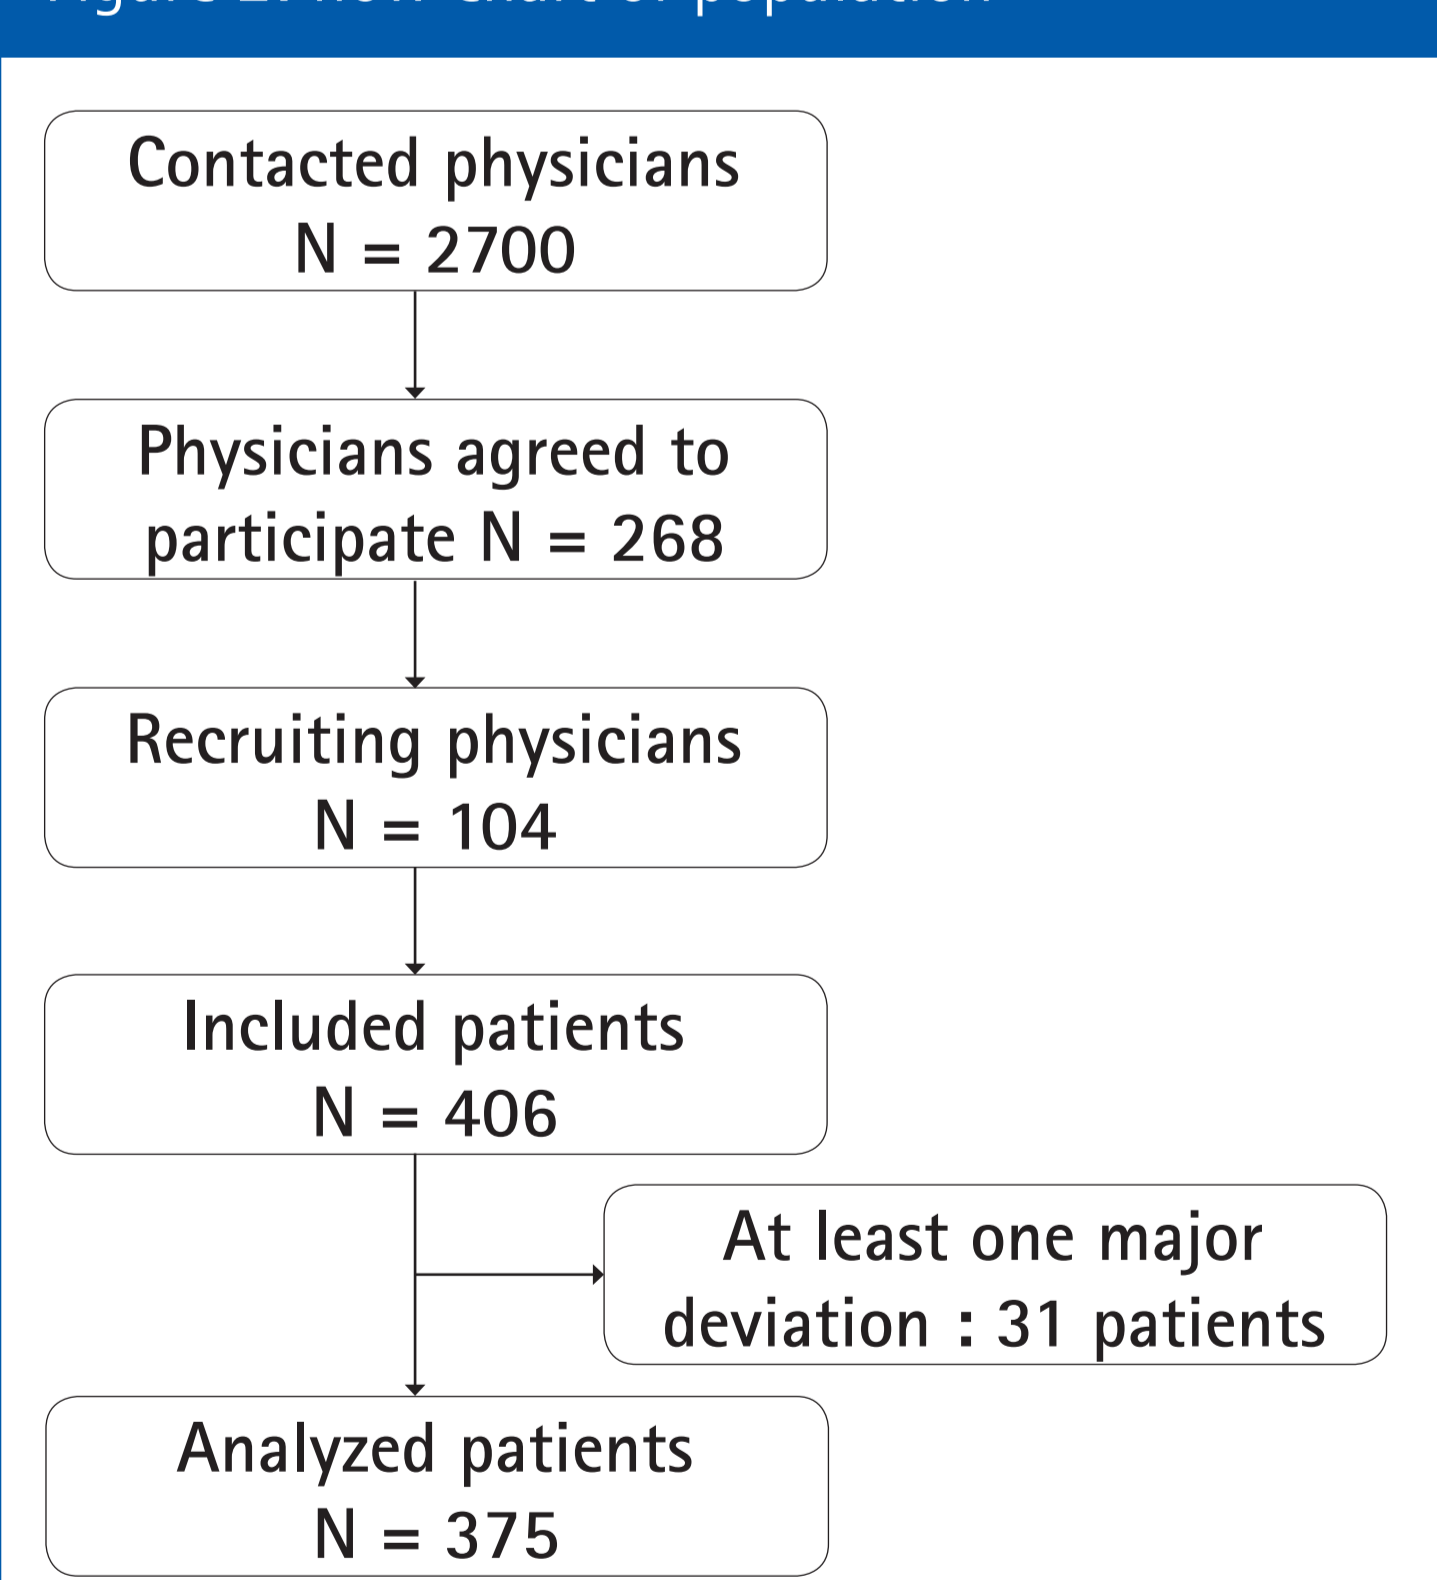 Contacted physicians
N = 2700
Physicians agreed to
participate N = 268
Recruiting physicians
N = 104
Included patients
N = 406
At least one major
deviation : 31 patients
Analyzed patients
N = 375